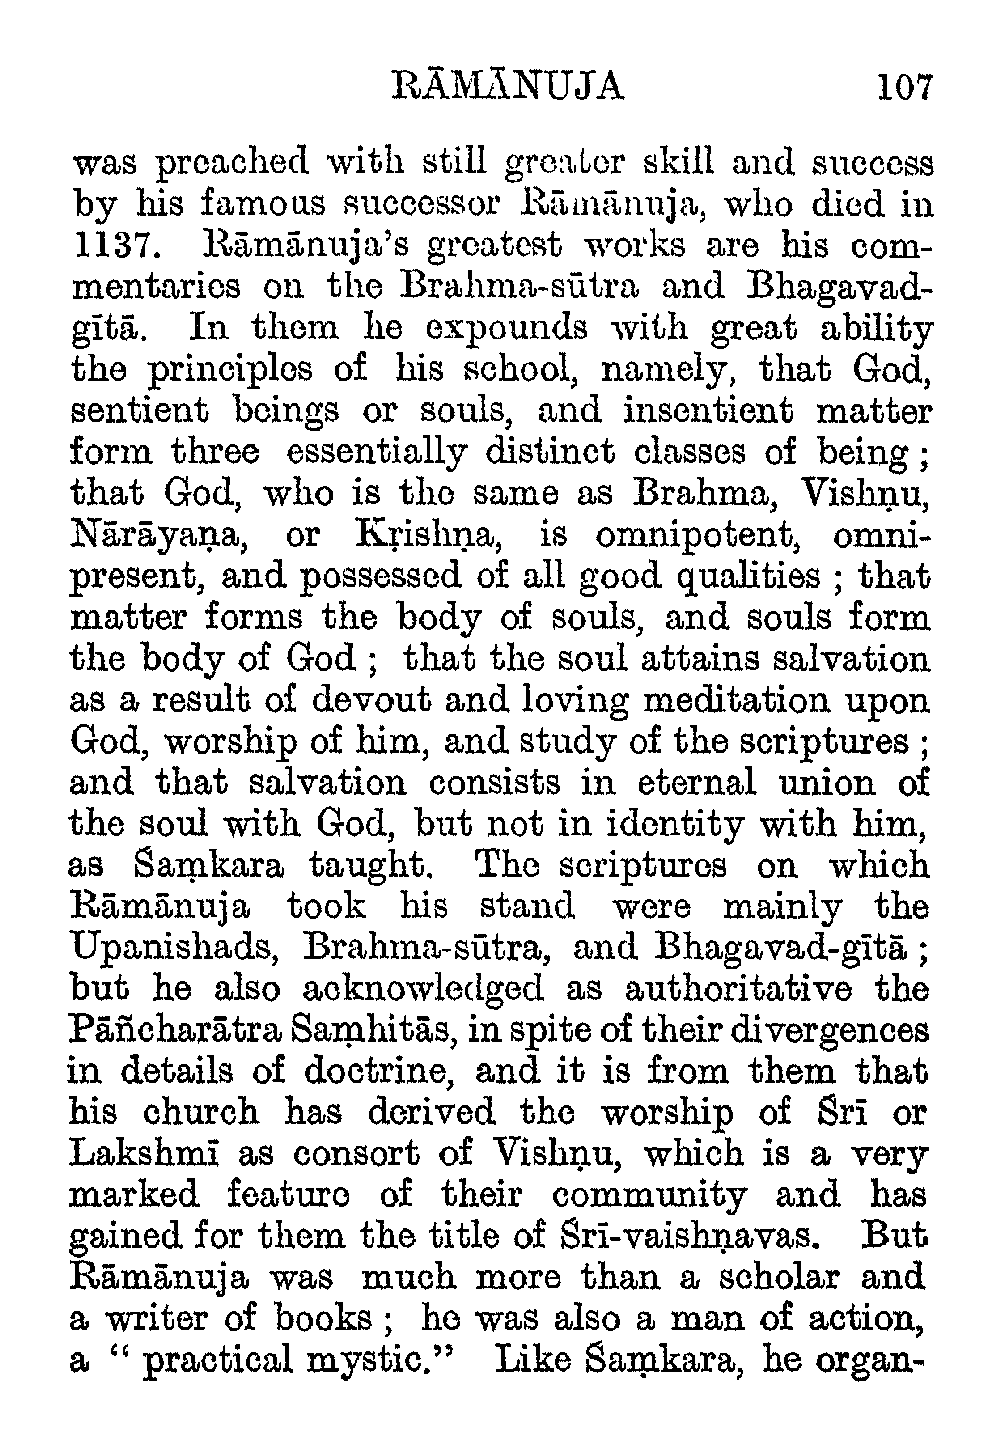 RĀMĀNUJA 107
was preached with still greater skill and success
by his famous successor Rāmānuja, who died in
1137. Rāmānuja's greatest works are his com-
mentaries on the Brahma-sūtra and Bhagavad-
gītā. In them he expounds with great ability
the principles of his school, namely, that God,
sentient beings or souls, and insentient matter
form three essentially distinct classes of being ;
that God, who is the same as Brahma, Vishṇu,
Nārāyaṇa, or Kṛishṇa, is omnipotent, omni-
present, and possessed of all good qualities ; that
matter forms the body of souls, and souls form
the body of God ; that the soul attains salvation
as a result of devout and loving meditation upon
God, worship of him, and study of the scriptures ;
and that salvation consists in eternal union of
the soul with God, but not in identity with him,
as Śaṃkara taught. The scriptures on which
Rāmānuja took his stand were mainly the
Upanishads, Brahma-sūtra, and Bhagavad-gītā ;
but he also acknowledged as authoritative the
Pāñcharātra Saṃhitās, in spite of their divergences
in details of doctrine, and it is from them that
his church has derived the worship of Śrī or
Lakshmī as consort of Vishṇu, which is a very
marked feature of their community and has
gained for them the title of Śrī-vaishṇavas. But
Rāmānuja was much more than a scholar and
a writer of books ; he was also a man of action,
a “ practical mystic.” Like Śaṃkara, he organ-